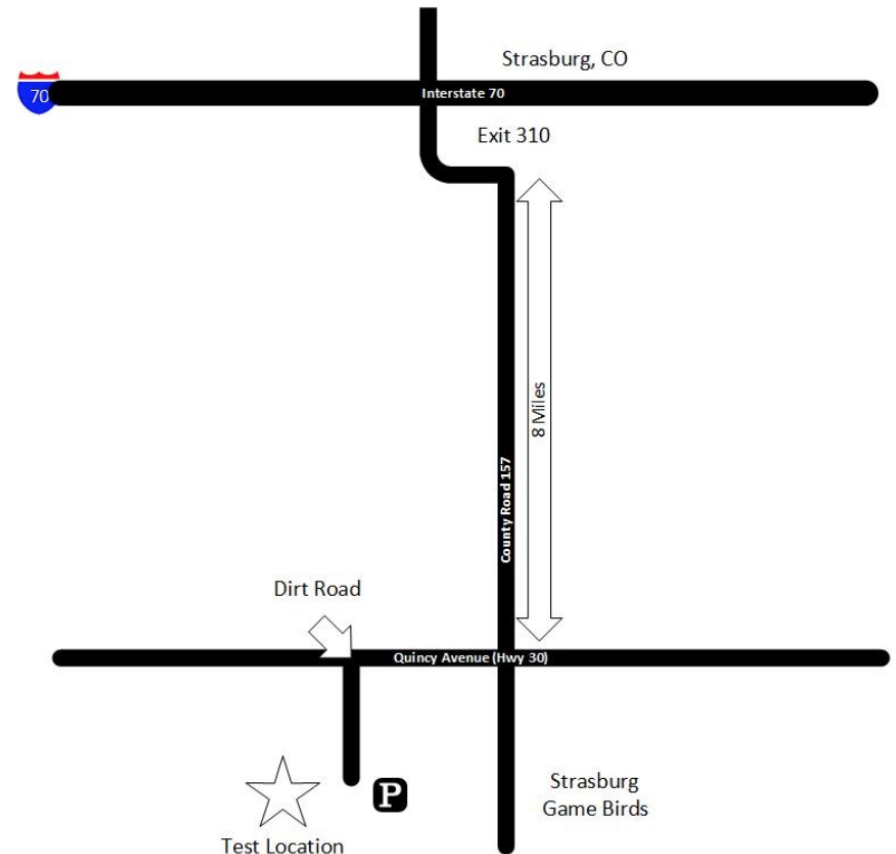 Strasburg, CO
70
Interstate 70
Exit 310
8 Miles
County Road 157
Dirt Road
Quincy Avenue (Hwy 30)
P
Strasburg
Game Birds
Test Location